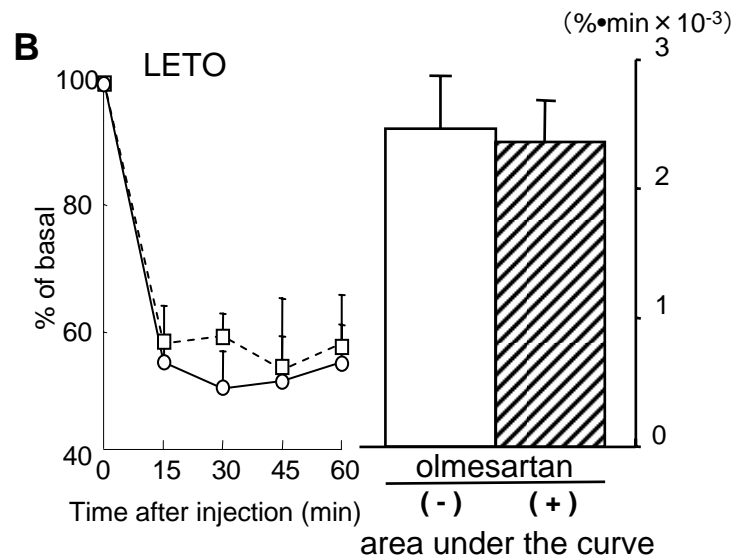 B
LETO
100
80
60
40
% of basal
0 15 30 45 60
Time after injection (min)
(%•min×10-3)
3
2
1
0
olmesartan
(-) (+)
area under the curve